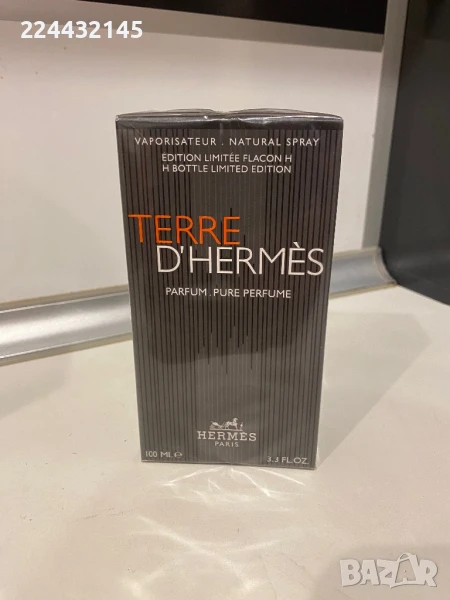 224432145
VAPORISATEUR . NATURAL SPRAY
EDITION LIMITÉE FLACON H
H BOTTLE LIMITED EDITION
TERRE
D'HERMÈS
PARFUM . PURE PERFUME
HERMÈS
PARIS
100 ML e 3.3 FL.OZ.
BAZAR